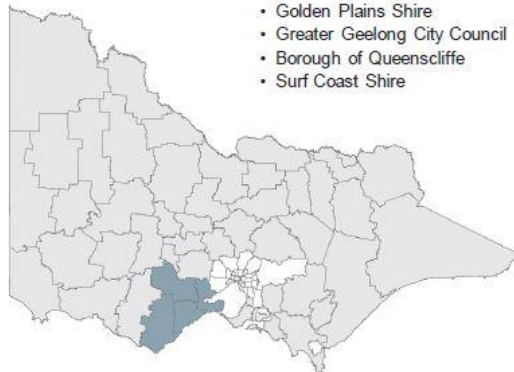 • Golden Plains Shire
• Greater Geelong City Council
• Borough of Queenscliffe
• Surf Coast Shire